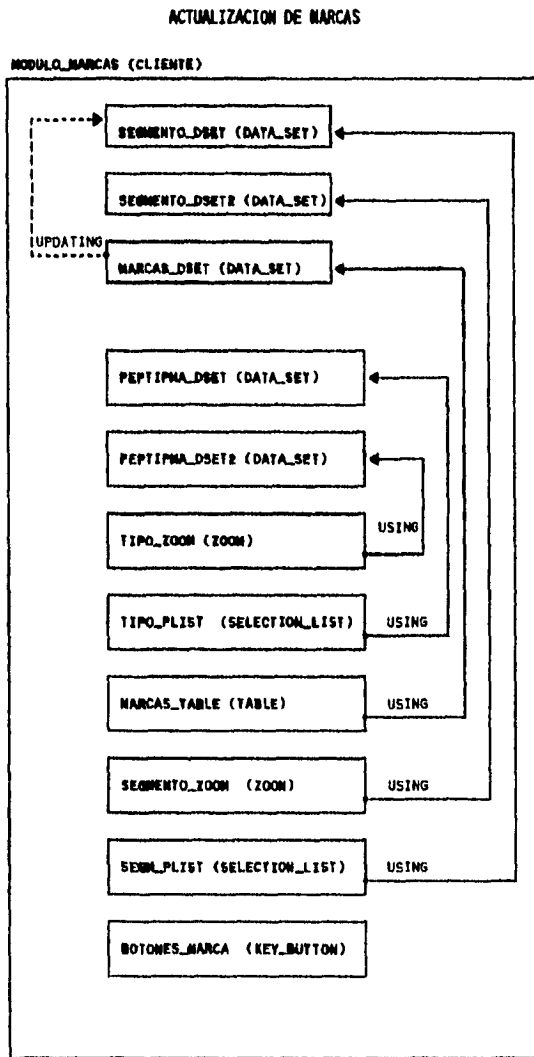 ACTUALIZACION DE MARCAS
MODULO_MARCAS (CLIENTE)
SEGMENTO_DSET (DATA_SET)
SEGMENTO_DSET2 (DATA_SET)
UPDATING
MARCAS_DSET (DATA_SET)
PEPTIPMA_DSET (DATA_SET)
PEPTIPMA_DSET2 (DATA_SET)
USING
TIPO_ZOOM (ZOOM)
TIPO_PLIST (SELECTION_LIST) USING
MARCAS_TABLE (TABLE) USING
SEGMENTO_ZOOM (ZOOM) USING
SEGM_PLIST (SELECTION_LIST) USING
BOTONES_MARCA (KEY_BUTTON)